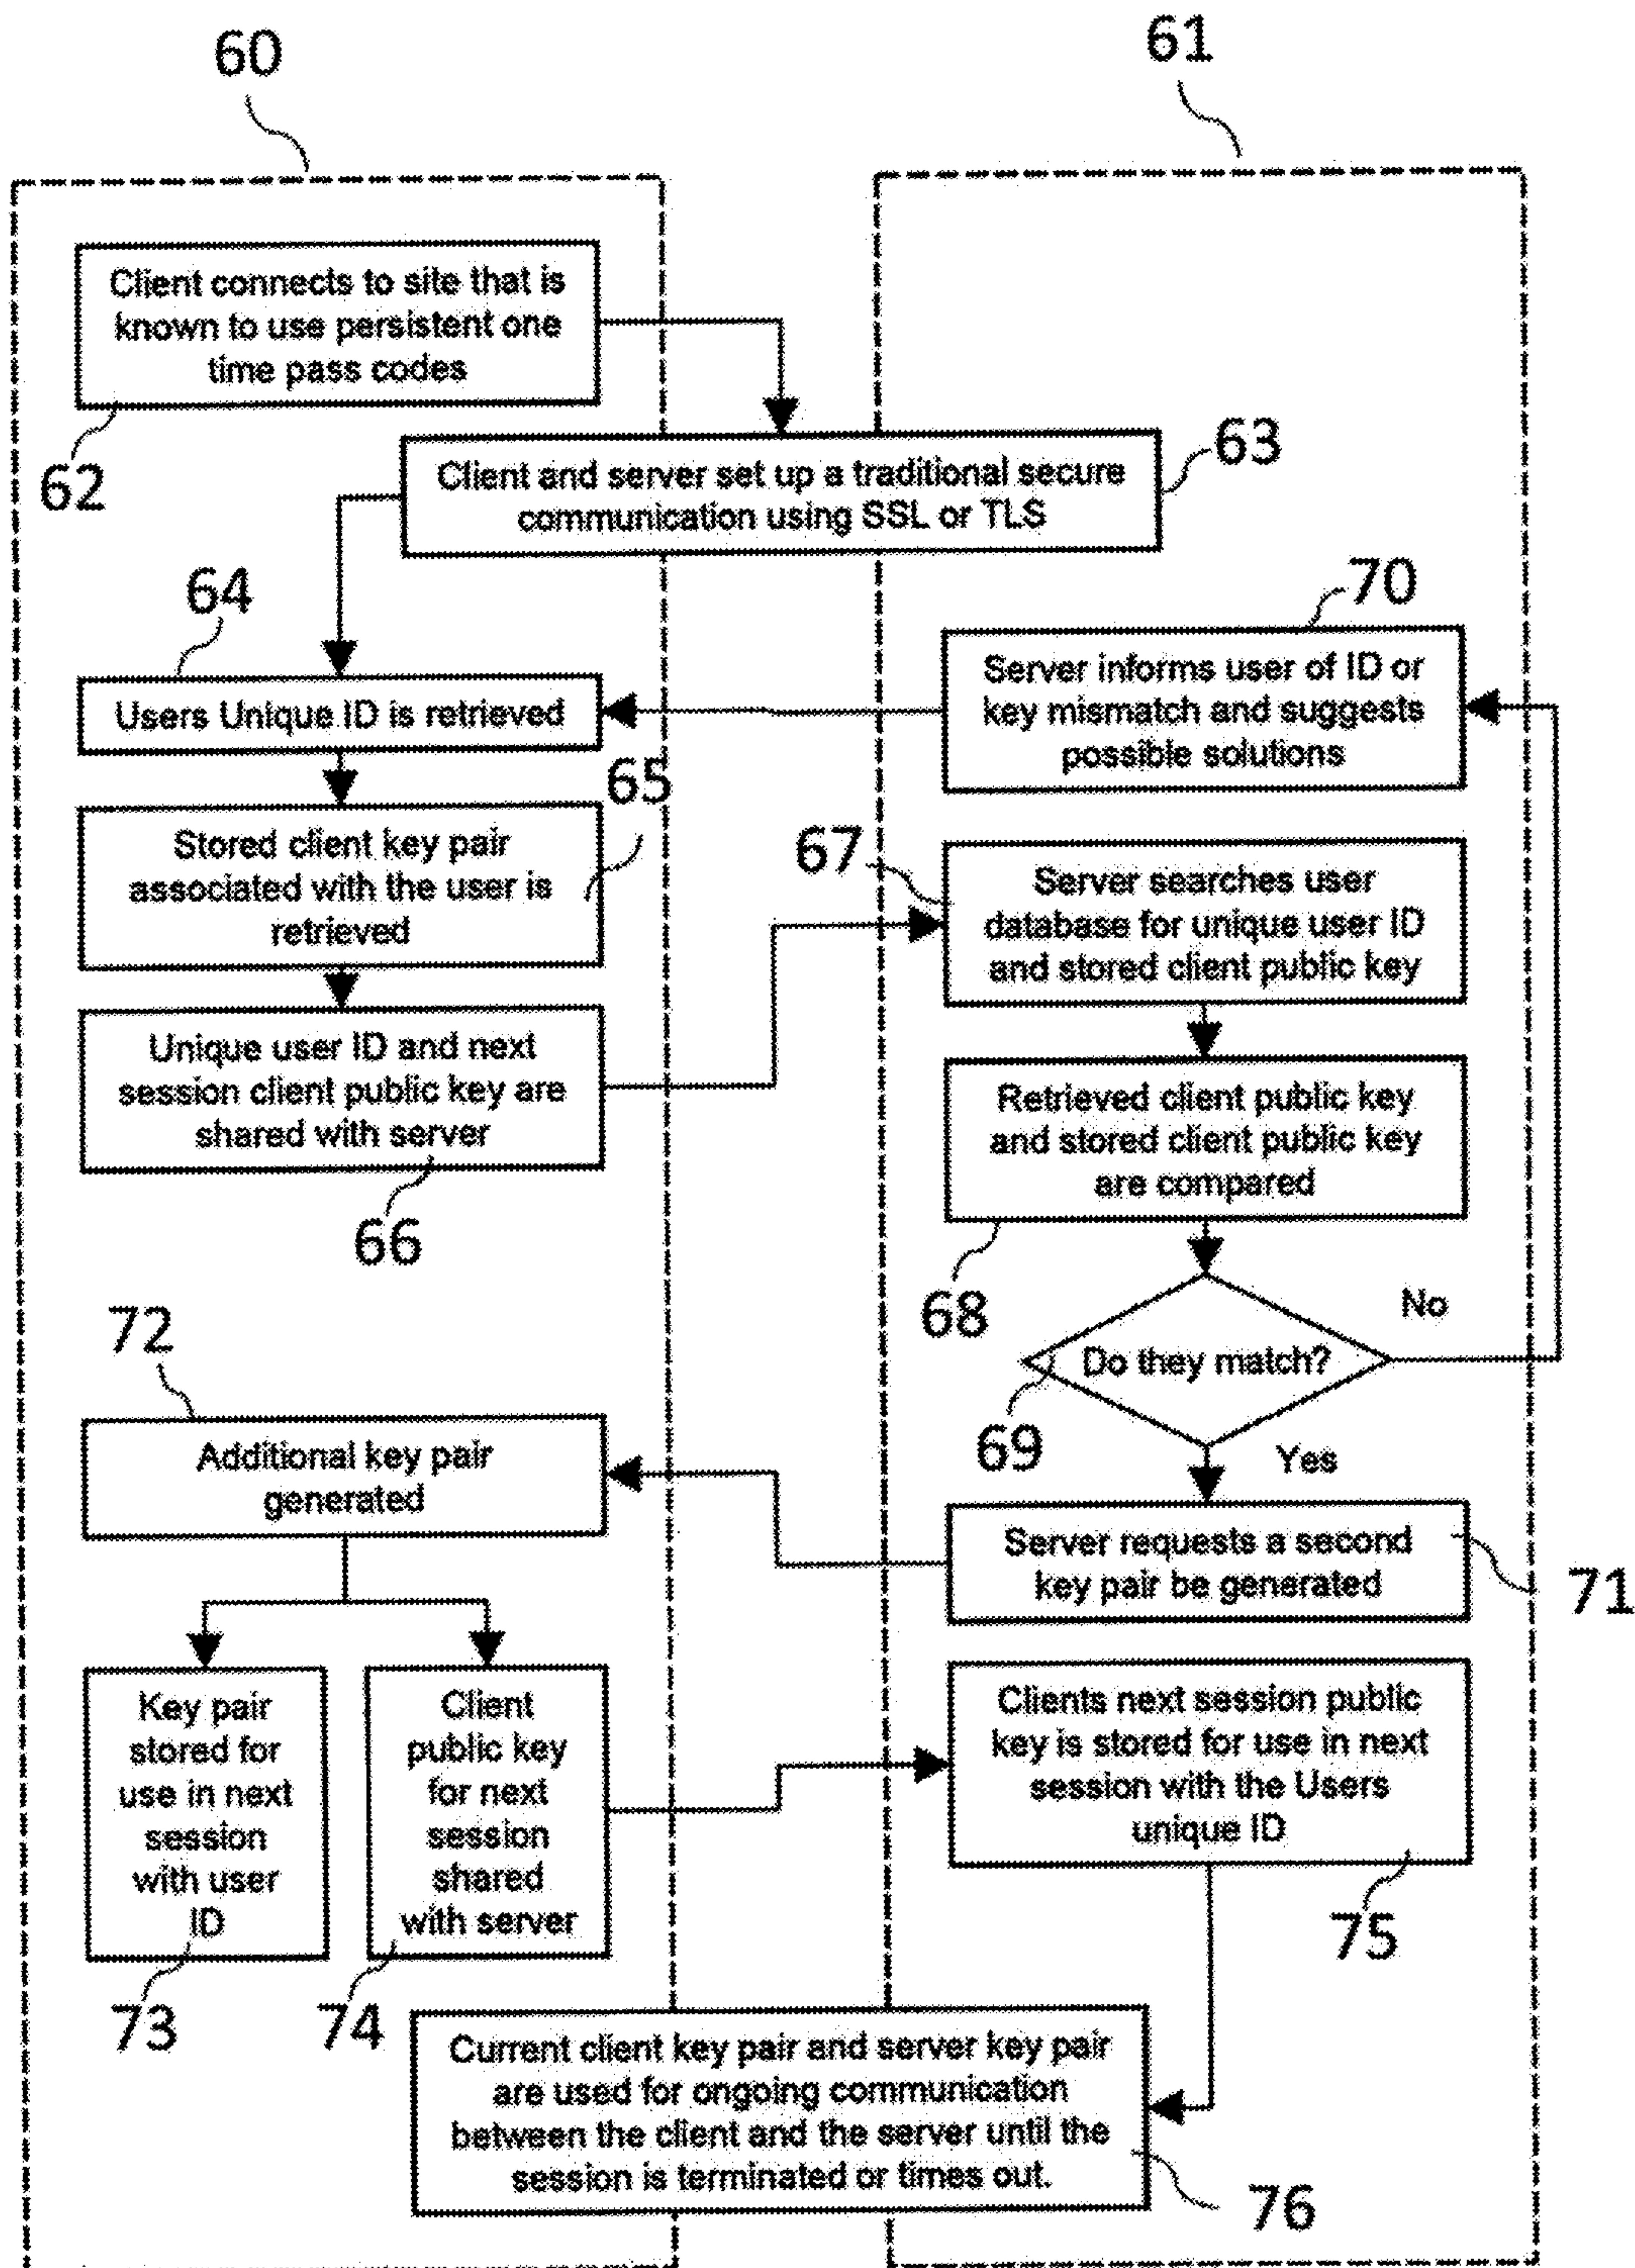 60
61
Client connects to site that is
known to use persistent one
time pass codes
62
Client and server set up a traditional secure
communication using SSL or TLS
63
64
Users Unique ID is retrieved
70
Server informs user of ID or
key mismatch and suggests
possible solutions
65
Stored client key pair
associated with the user is
retrieved
67
Server searches user
database for unique user ID
and stored client public key
Unique user ID and next
session client public key are
shared with server
66
Retrieved client public key
and stored client public key
are compared
68
Do they match?
69
No
Yes
72
Additional key pair
generated
Server requests a second
key pair be generated
71
Key pair
stored for
use in next
session
with user
ID
73
Client
public key
for next
session
shared
with server
74
Clients next session public
key is stored for use in next
session with the Users
unique ID
75
Current client key pair and server key pair
are used for ongoing communication
between the client and the server until the
session is terminated or times out.
76